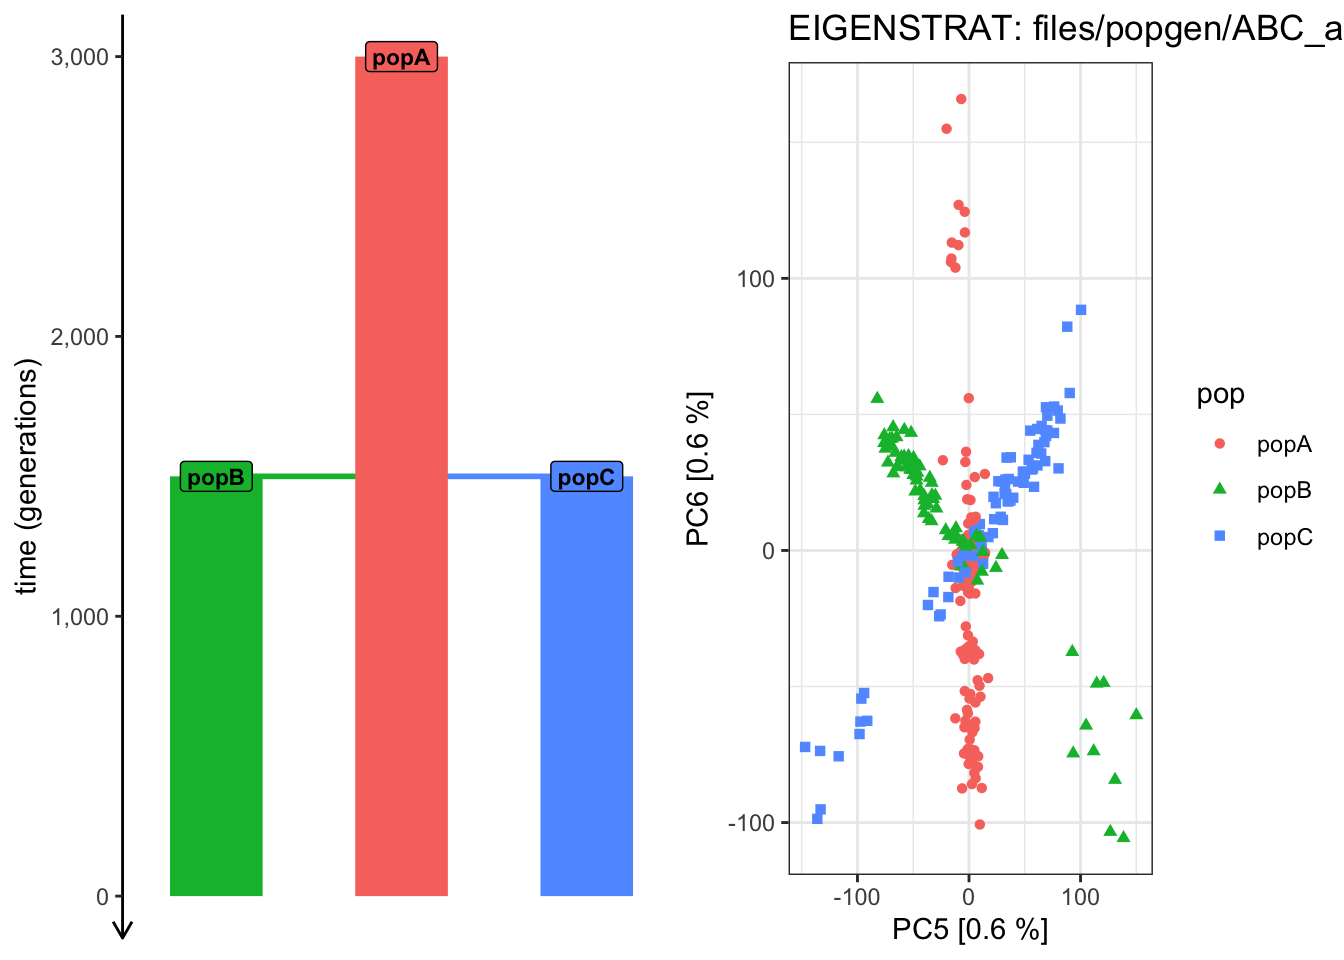 time (generations)
3,000
2,000
1,000
0
popA
popB
popC
EIGENSTRAT: files/popgen/ABC_a
PC6 [0.6 %]
100
0
-100
-100
0
100
PC5 [0.6 %]
pop
popA
popB
popC